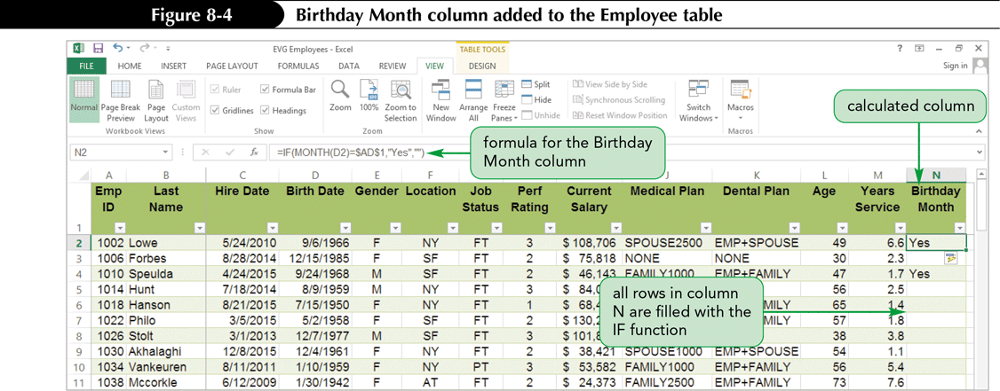 Figure 8-4 Birthday Month column added to the Employee table
EVG Employees - Excel TABLE TOOLS ?
FILE HOME INSERT PAGE LAYOUT FORMULAS DATA REVIEW VIEW DESIGN Sign in
Normal Page Break Preview Page Layout Custom Views
Workbook Views
Ruler Formula Bar
Gridlines Headings
Show
Zoom 100% Zoom to Selection
Zoom
New Window Arrange All Freeze Panes
Split
Hide
Unhide
View Side by Side
Synchronous Scrolling
Reset Window Position
Switch Windows
Macros
Macros
calculated column
formula for the Birthday
Month column
N2 fx =IF(MONTH(D2)=$AD$1,"Yes","")
A B C D E F J K L M N
1 Emp ID Last Name Hire Date Birth Date Gender Location Job Status Perf Rating Current Salary Medical Plan Dental Plan Age Years Service Birthday Month
2 1002 Lowe 5/24/2010 9/6/1966 F NY FT 3 $ 108,706 SPOUSE2500 EMP+SPOUSE 49 6.6 Yes
3 1006 Forbes 8/28/2014 12/15/1985 F SF FT 2 $ 75,818 NONE NONE 30 2.3
4 1010 Speulda 4/24/2015 9/24/1968 M SF FT 2 $ 46,143 FAMILY1000 EMP+FAMILY 47 1.7 Yes
5 1014 Hunt 7/18/2014 8/9/1959 M NY FT 3 $ 84, 56 2.5
6 1018 Hanson 8/21/2015 7/15/1950 F NY FT 1 $ 68, MILY 65 1.4
7 1022 Philo 3/5/2015 5/2/1958 F SF FT 2 $ 130, MILY 57 1.8
8 1026 Stolt 3/1/2013 12/7/1977 M SF FT 3 $ 101, 38 3.8
9 1030 Akhalaghi 12/8/2015 12/4/1961 F NY FT 2 $ 38,421 SPOUSE1000 EMP+SPOUSE 54 1.1
10 1034 Vankeuren 8/11/2011 1/10/1959 F NY PT 3 $ 53,582 FAMILY1000 EMP+FAMILY 56 5.4
11 1038 Mccorkle 6/12/2009 1/30/1942 F AT FT 2 $ 24,373 FAMILY2500 EMP+FAMILY 73 7.6
all rows in column
N are filled with the
IF function